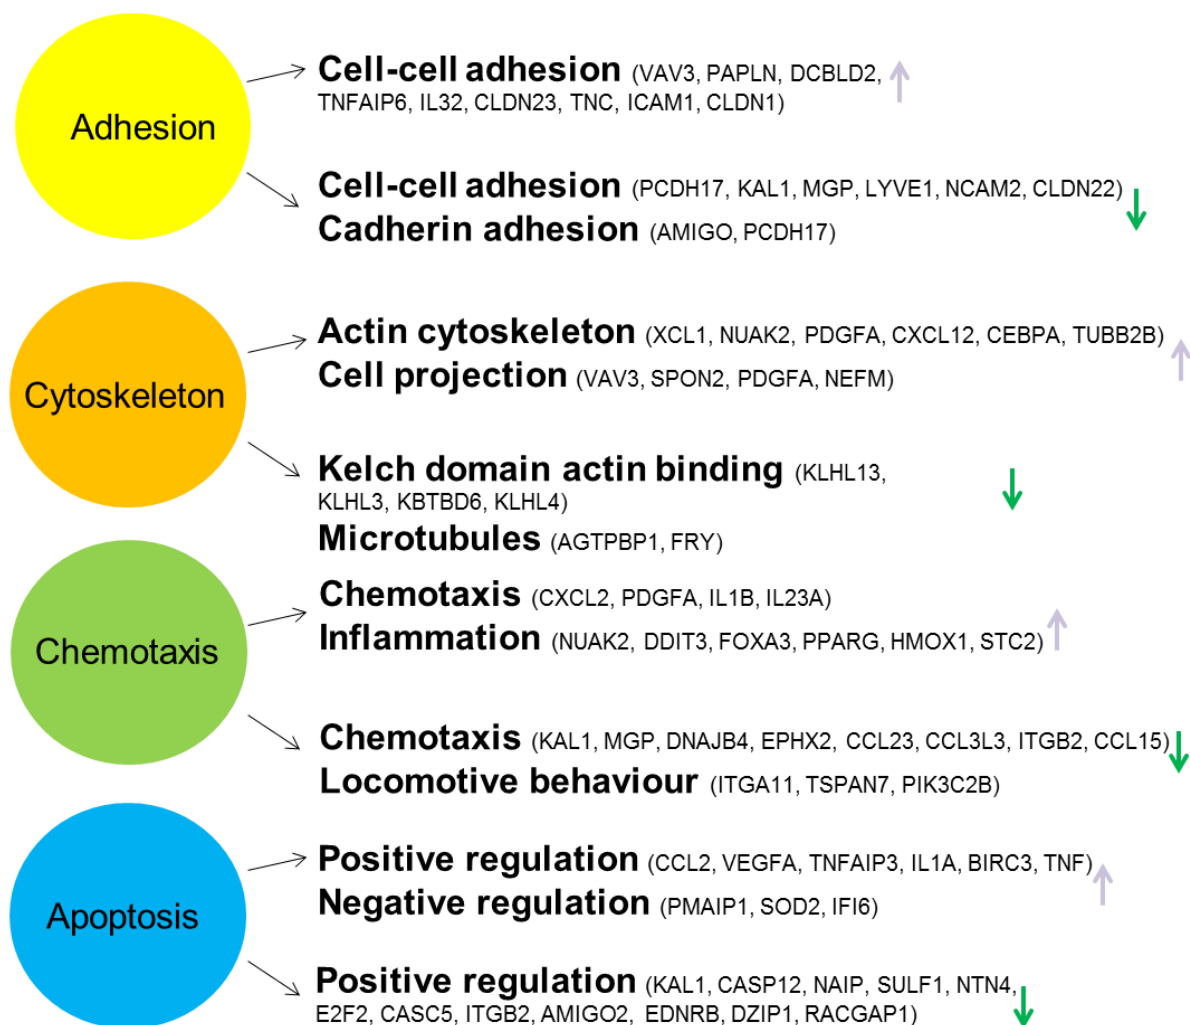 Adhesion
Cell-cell adhesion (VAV3, PAPLN, DCBLD2,
TNFAIP6, IL32, CLDN23, TNC, ICAM1, CLDN1)
Cell-cell adhesion (PCDH17, KAL1, MGP, LYVE1, NCAM2, CLDN22)
Cadherin adhesion (AMIGO, PCDH17)
Cytoskeleton
Actin cytoskeleton (XCL1, NUAK2, PDGFA, CXCL12, CEBPA, TUBB2B)
Cell projection (VAV3, SPON2, PDGFA, NEFM)
Kelch domain actin binding (KLHL13,
KLHL3, KBTBD6, KLHL4)
Microtubules (AGTPBP1, FRY)
Chemotaxis
Chemotaxis (CXCL2, PDGFA, IL1B, IL23A)
Inflammation (NUAK2, DDIT3, FOXA3, PPARG, HMOX1, STC2)
Chemotaxis (KAL1, MGP, DNAJB4, EPHX2, CCL23, CCL3L3, ITGB2, CCL15)
Locomotive behaviour (ITGA11, TSPAN7, PIK3C2B)
Apoptosis
Positive regulation (CCL2, VEGFA, TNFAIP3, IL1A, BIRC3, TNF)
Negative regulation (PMAIP1, SOD2, IFI6)
Positive regulation (KAL1, CASP12, NAIP, SULF1, NTN4,
E2F2, CASC5, ITGB2, AMIGO2, EDNRB, DZIP1, RACGAP1)